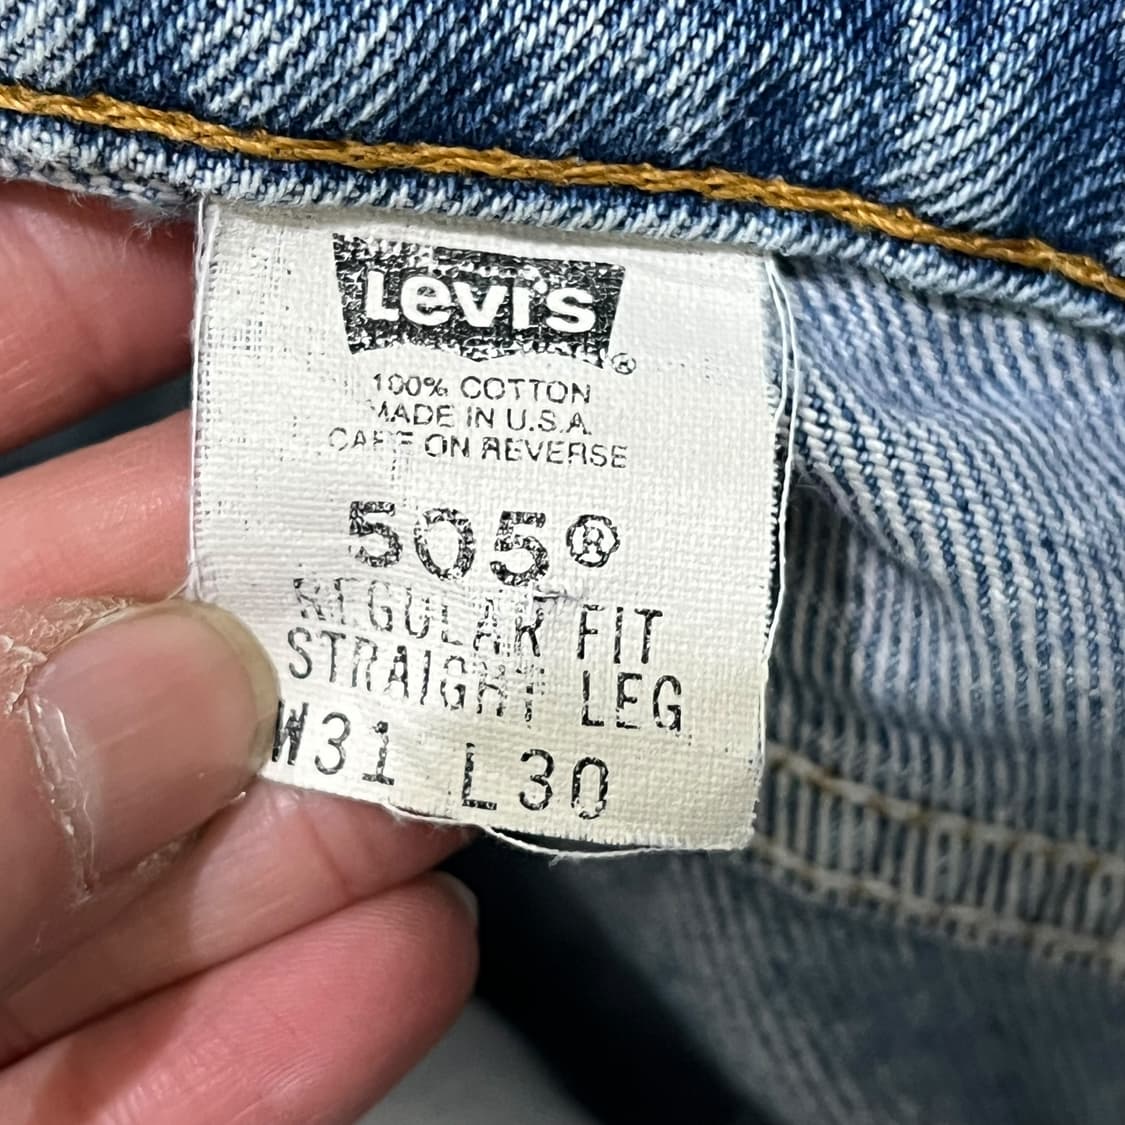 Levi's ®
100% COTTON
MADE IN U.S.A.
CARE ON REVERSE
505®
REGULAR FIT
STRAIGHT LEG
W31 L30